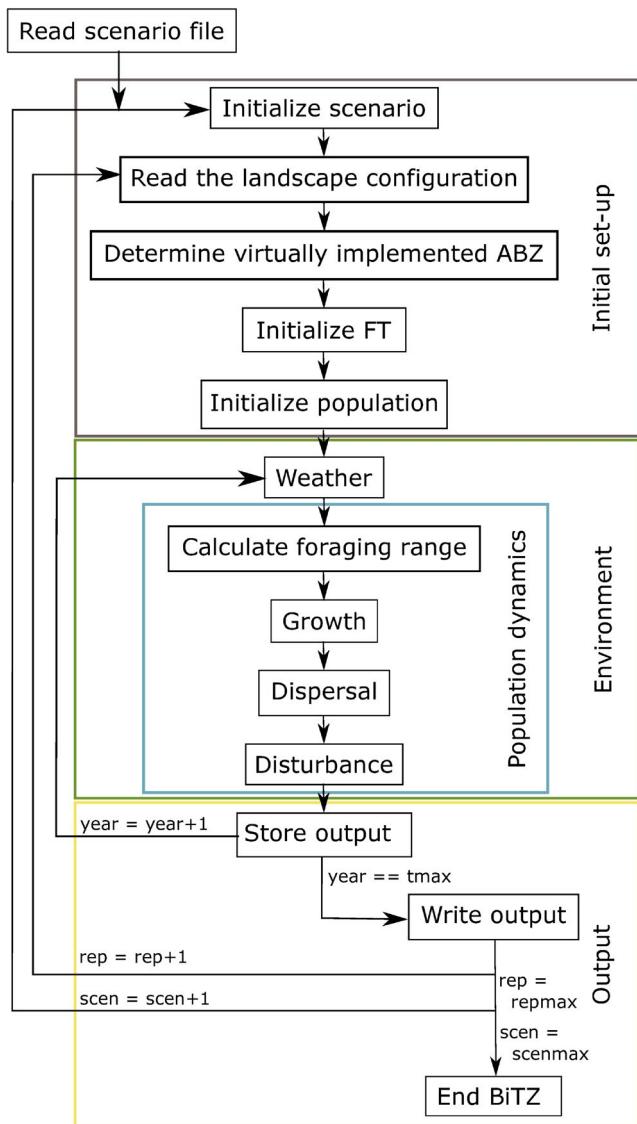 Read scenario file
Initialize scenario
Read the landscape configuration
Determine virtually implemented ABZ
Initialize FT
Initialize population
Initial set-up
Weather
Calculate foraging range
Growth
Dispersal
Disturbance
Population dynamics
Environment
year = year+1
Store output
year == tmax
Write output
rep = rep+1
rep =
repmax
scen = scen+1
scen =
scenmax
End BiTZ
Output